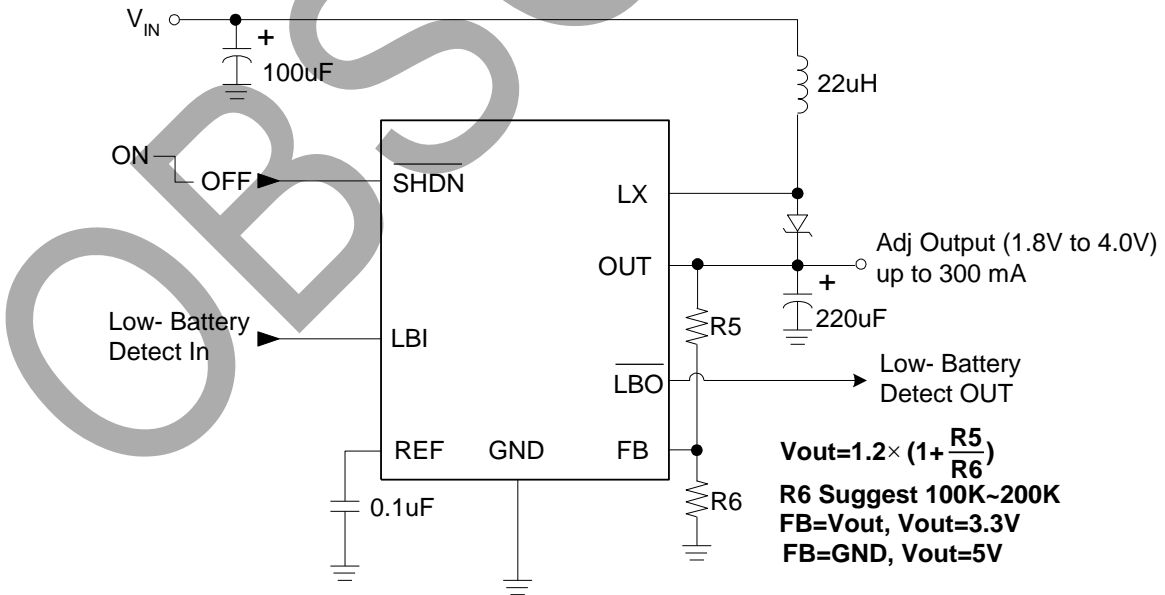 VIN
+
100uF
22uH
ON
OFF
SHDN
LX
Adj Output (1.8V to 4.0V)
up to 300 mA
OUT
+
220uF
R5
Low- Battery
Detect In
LBI
LBO
Low- Battery
Detect OUT
REF
GND
FB
0.1uF
R6
Vout=1.2× (1+R5/R6)
R6 Suggest 100K~200K
FB=Vout, Vout=3.3V
FB=GND, Vout=5V
OBS